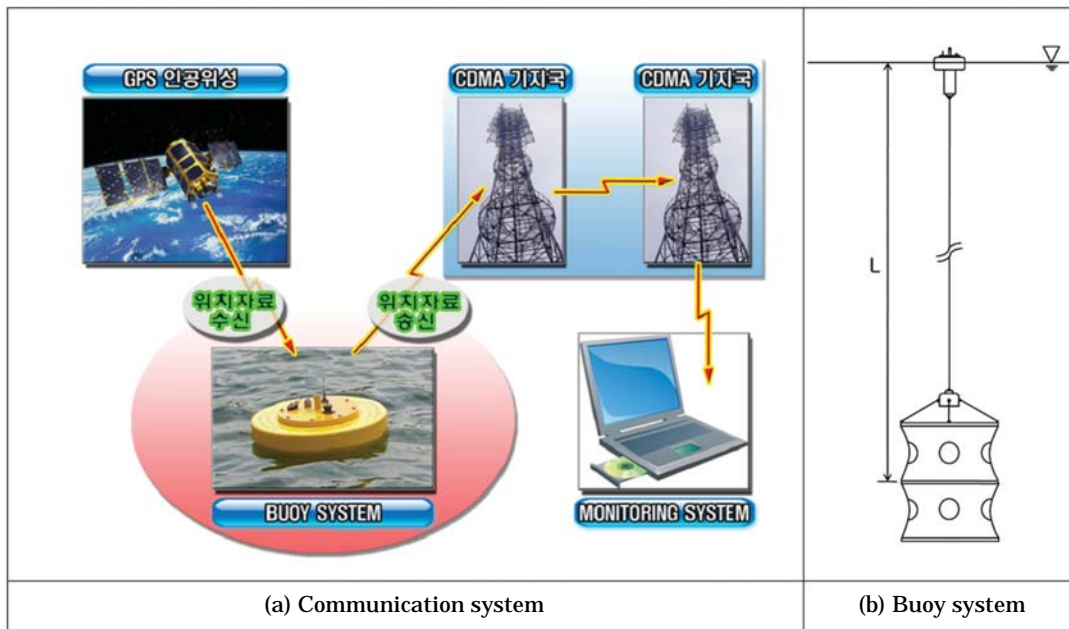 GPS 인공위성
CDMA 기지국
CDMA 기지국
위치자료
수신
위치자료
송신
BUOY SYSTEM
MONITORING SYSTEM
L
(a) Communication system
(b) Buoy system